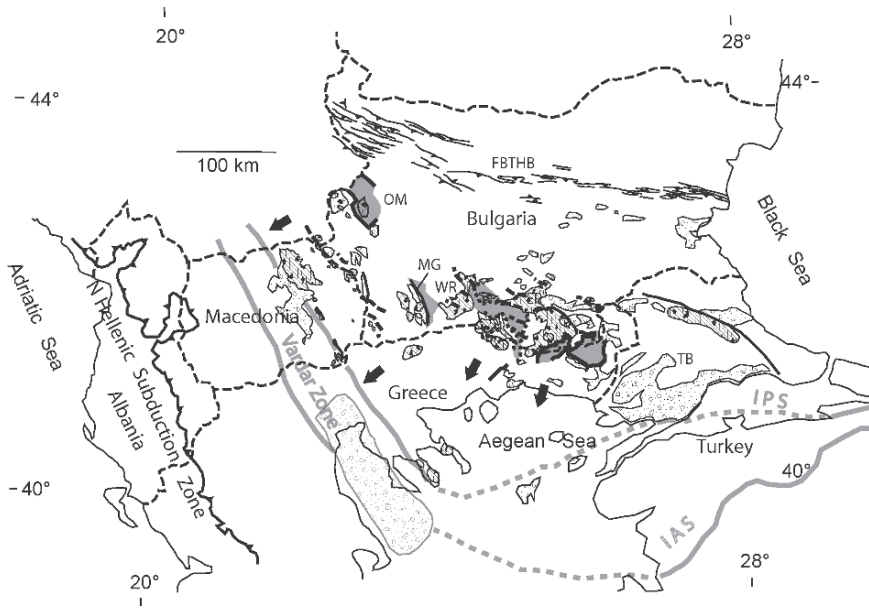 20°
28°
44°
44°
100 km
FBTHB
OM
Bulgaria
Black Sea
MG
WR
Adriatic Sea
N Hellenic Subduction Zone
Macedonia
Vardar Zone
Albania
Greece
TB
IPS
Aegean Sea
Turkey
40°
40°
IAS
20°
28°